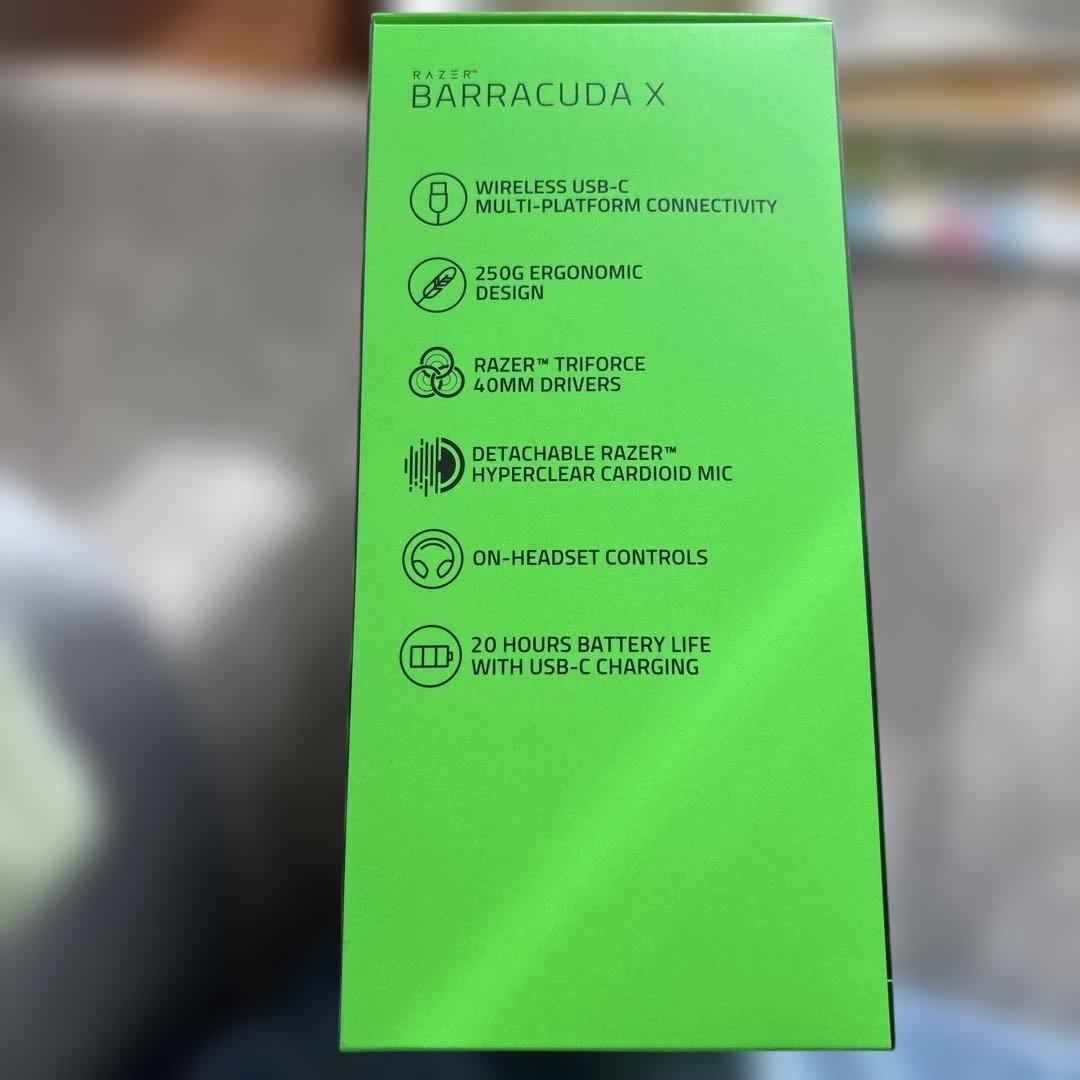 RAZER™
BARRACUDA X
WIRELESS USB-C
MULTI-PLATFORM CONNECTIVITY
250G ERGONOMIC
DESIGN
RAZER™ TRIFORCE
40MM DRIVERS
DETACHABLE RAZER™
HYPERCLEAR CARDIOID MIC
ON-HEADSET CONTROLS
20 HOURS BATTERY LIFE
WITH USB-C CHARGING